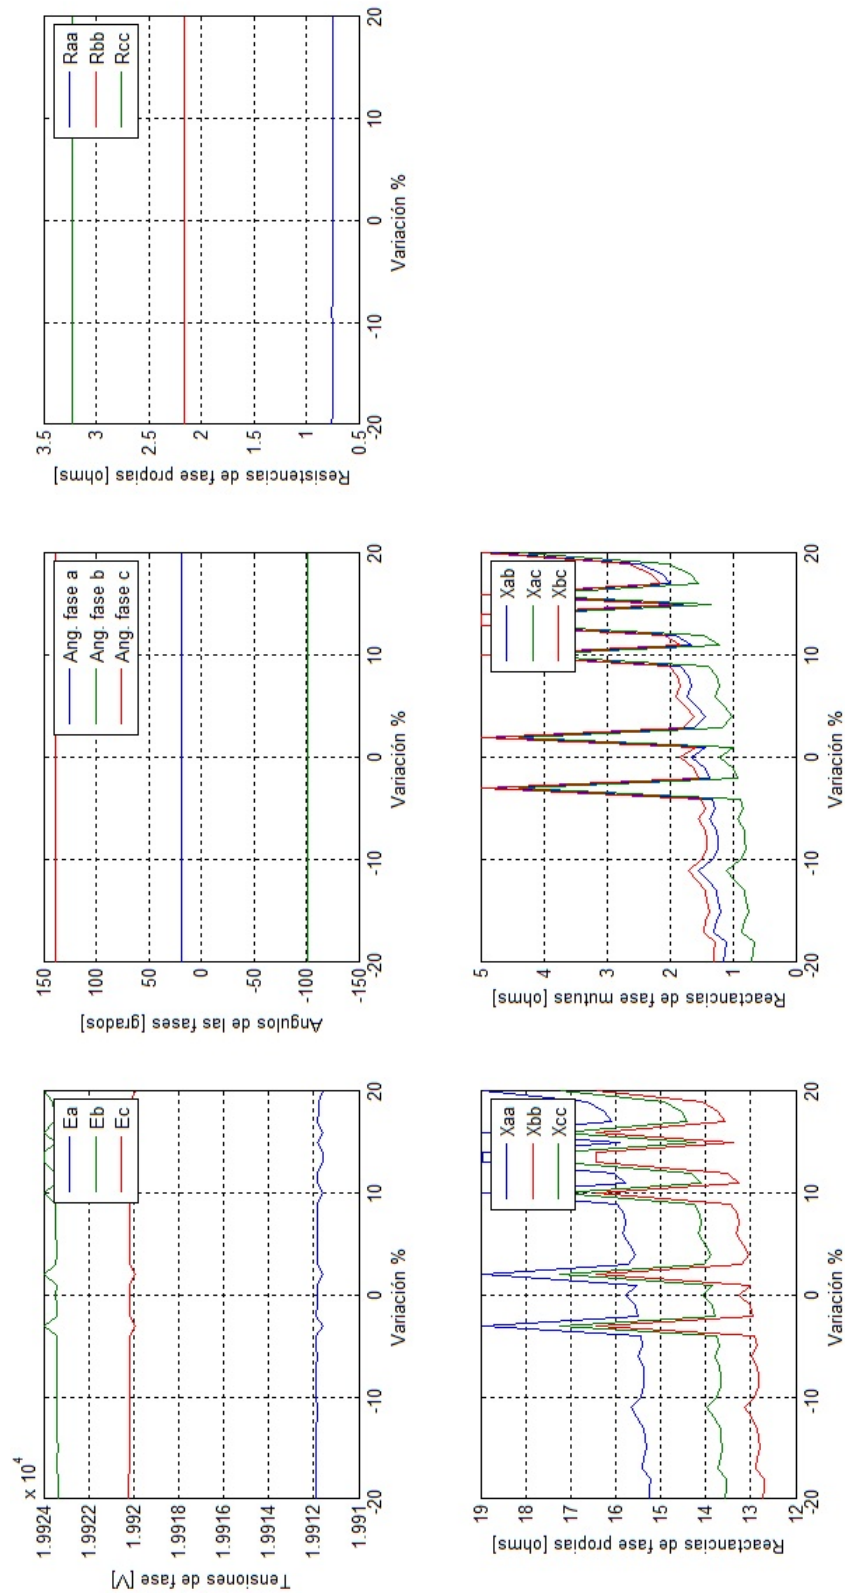 x 10^4
1.9924
1.9922
1.992
1.9918
1.9916
1.9914
1.9912
1.991
Tensiones de fase [V]
-20
-10
0
10
20
Variación %
Ea
Eb
Ec
150
100
50
0
-50
-100
-150
Angulos de las fases [grados]
-20
-10
0
10
20
Variación %
Ang. fase a
Ang. fase b
Ang. fase c
3.5
3
2.5
2
1.5
1
0.5
Resistencias de fase propias [ohms]
-20
-10
0
10
20
Variación %
Raa
Rbb
Rcc
19
18
17
16
15
14
13
12
Reactancias de fase propias [ohms]
-20
-10
0
10
20
Variación %
Xaa
Xbb
Xcc
5
4
3
2
1
0
Reactancias de fase mutuas [ohms]
-20
-10
0
10
20
Variación %
Xab
Xac
Xbc